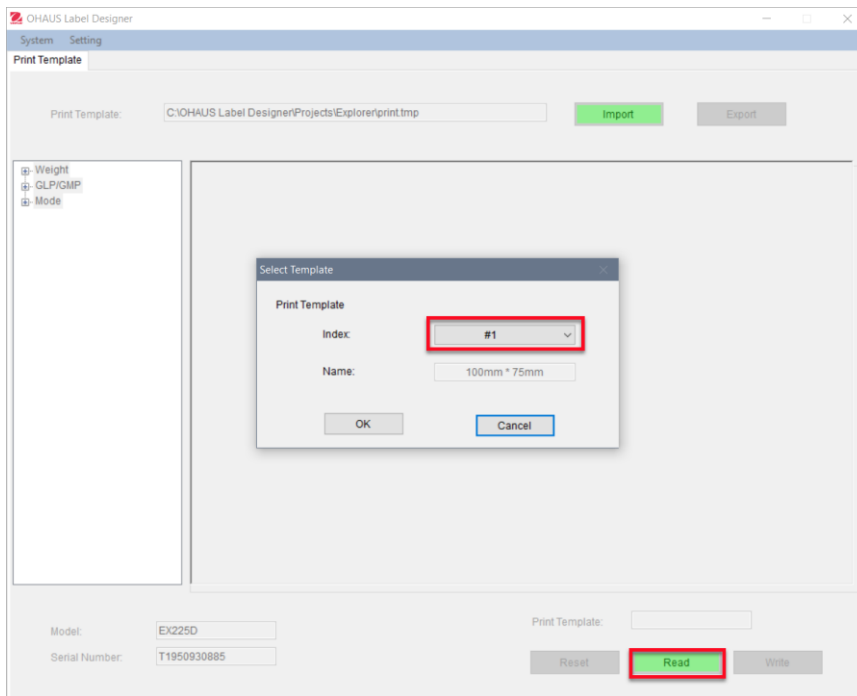 OHAUS Label Designer
System Setting
Print Template
Print Template: C:\OHAUS Label Designer\Projects\Explorer\print.tmp Import Export
Weight
GLP/GMP
Mode
Select Template
Print Template
Index: #1
Name: 100mm * 75mm
OK Cancel
Print Template:
Model: EX225D
Serial Number: T1950930885
Reset Read Write